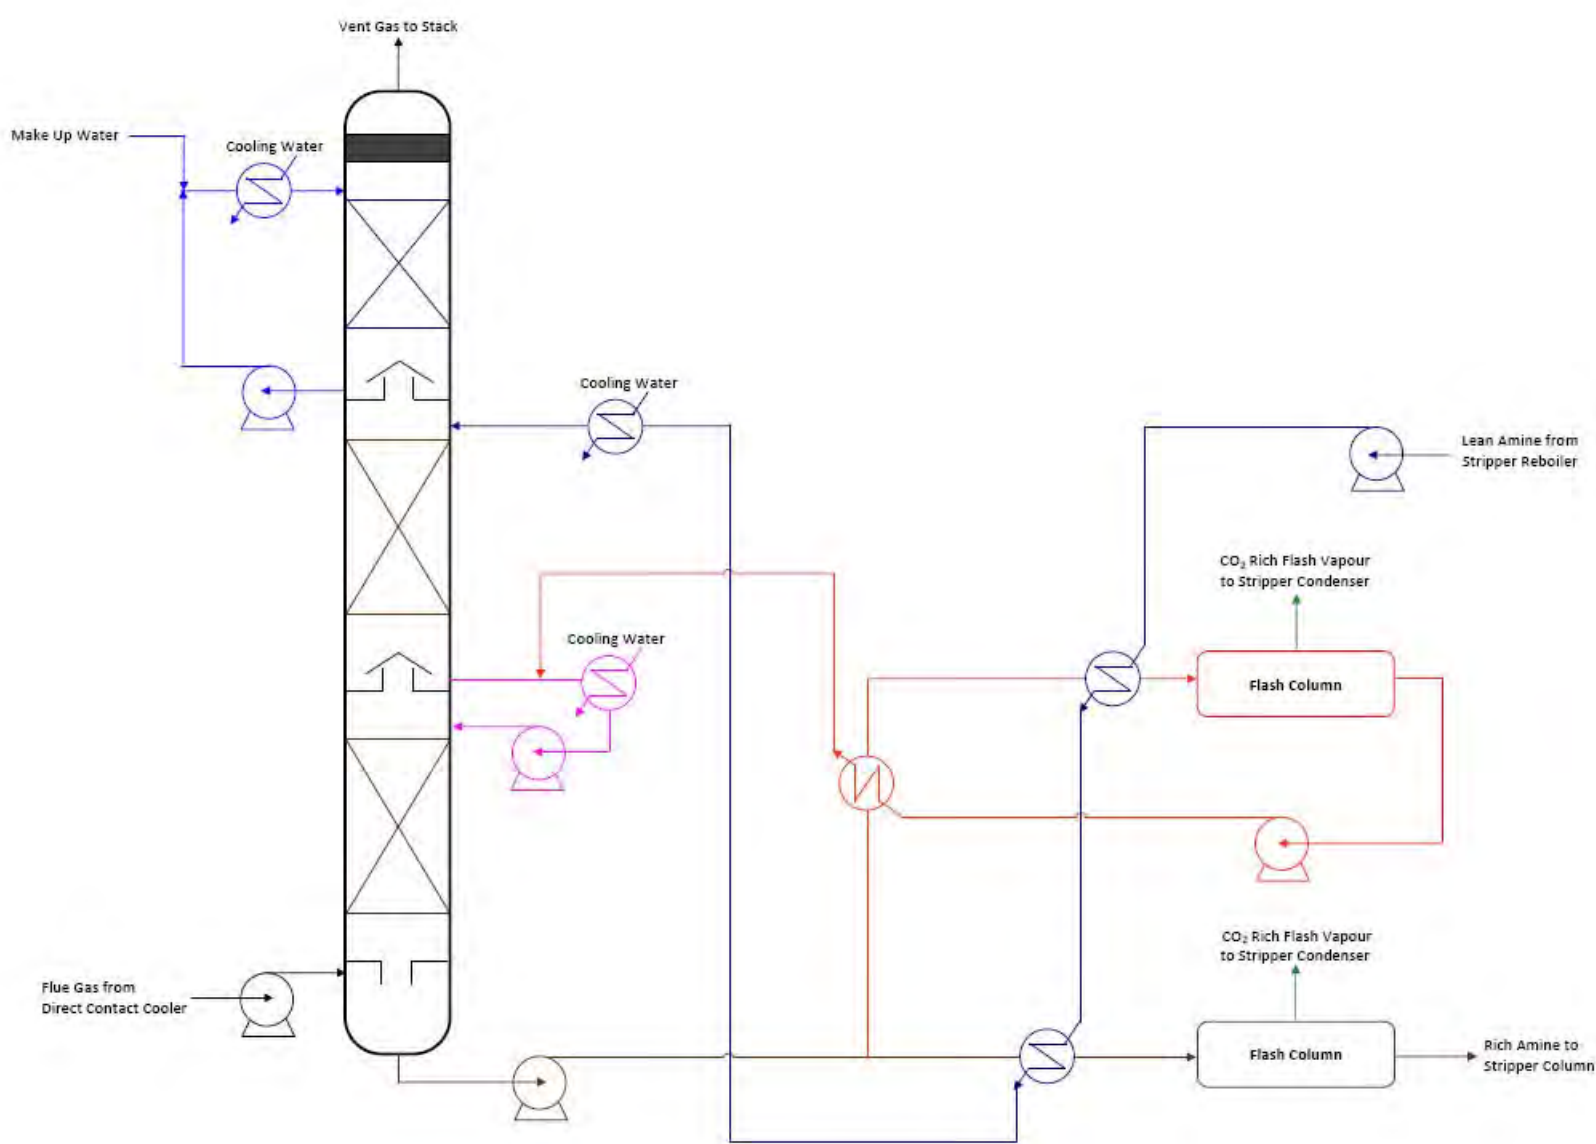 Vent Gas to Stack
Make Up Water
Cooling Water
Cooling Water
Lean Amine from
Stripper Reboiler
CO₂ Rich Flash Vapour
to Stripper Condenser
Cooling Water
Flash Column
CO₂ Rich Flash Vapour
to Stripper Condenser
Flue Gas from
Direct Contact Cooler
Flash Column
Rich Amine to
Stripper Column